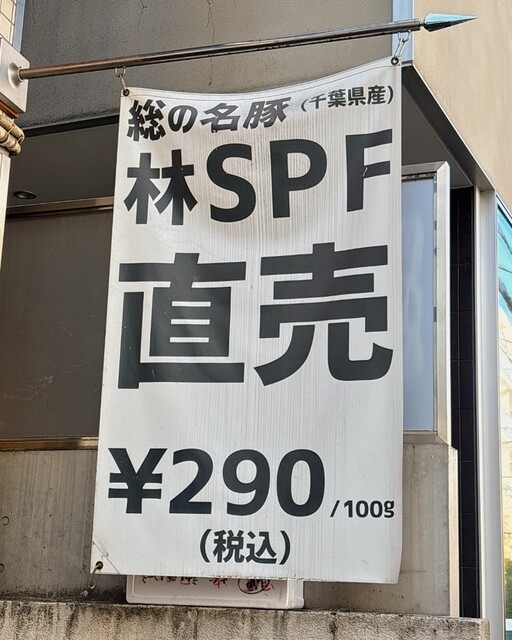 総の名豚（千葉県産）
林SPF
直売
¥290/100g
（税込）